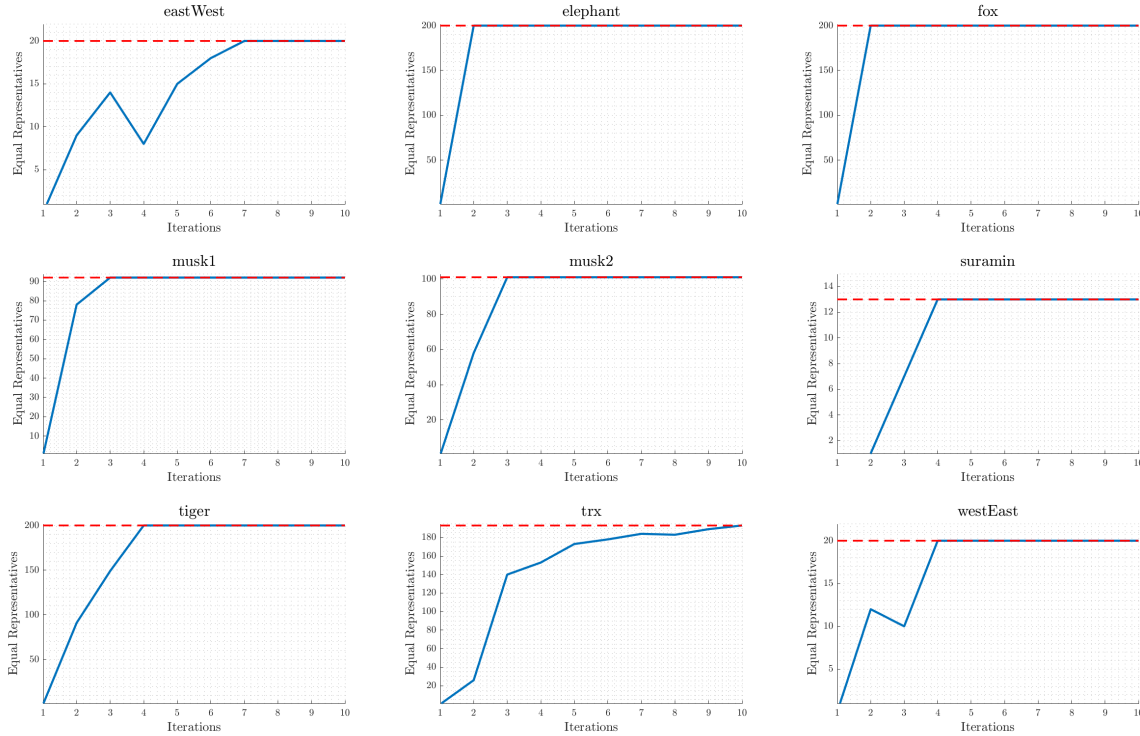 eastWest
Equal Representatives
20
15
10
5
1 2 3 4 5 6 7 8 9 10
Iterations
elephant
Equal Representatives
200
150
100
50
1 2 3 4 5 6 7 8 9 10
Iterations
fox
Equal Representatives
200
150
100
50
1 2 3 4 5 6 7 8 9 10
Iterations
musk1
Equal Representatives
90
80
70
60
50
40
30
20
10
1 2 3 4 5 6 7 8 9 10
Iterations
musk2
Equal Representatives
100
80
60
40
20
1 2 3 4 5 6 7 8 9 10
Iterations
suramin
Equal Representatives
14
12
10
8
6
4
2
1 2 3 4 5 6 7 8 9 10
Iterations
tiger
Equal Representatives
200
150
100
50
1 2 3 4 5 6 7 8 9 10
Iterations
trx
Equal Representatives
180
160
140
120
100
80
60
40
20
1 2 3 4 5 6 7 8 9 10
Iterations
westEast
Equal Representatives
20
15
10
5
1 2 3 4 5 6 7 8 9 10
Iterations